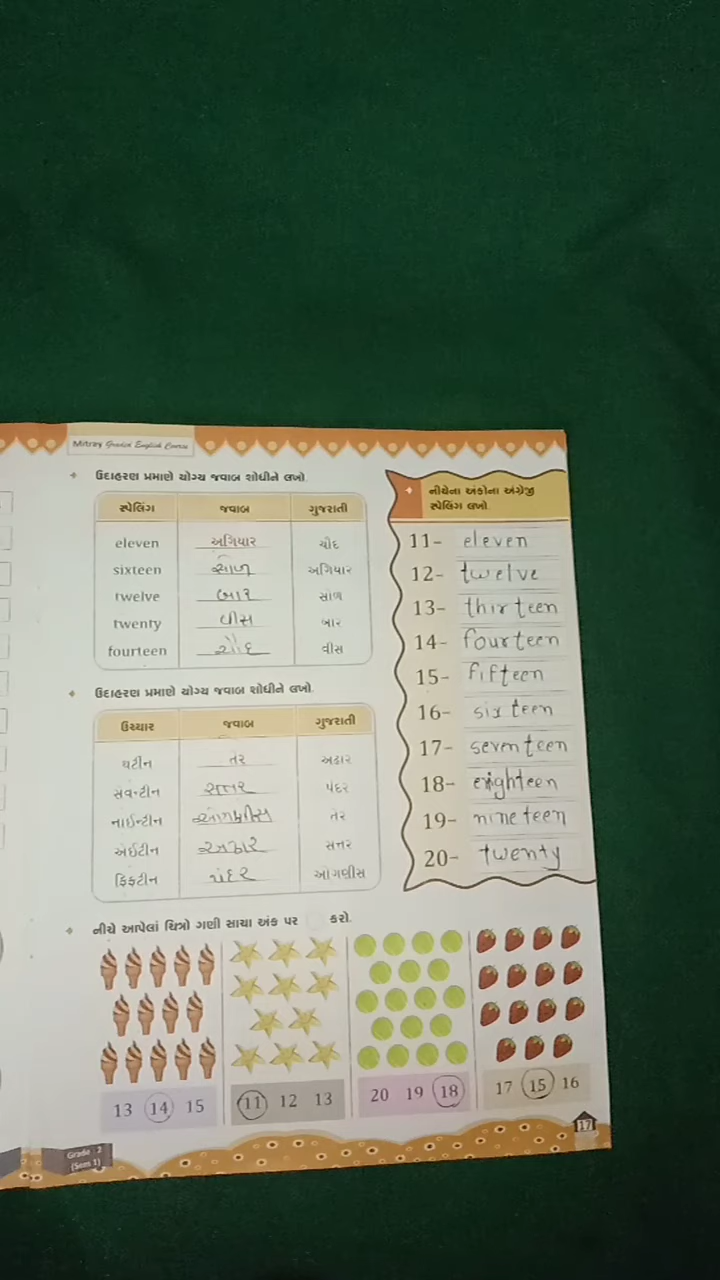 Mitray Graded English Course
ઉદાહરણ પ્રમાણે યોગ્ય જવાબ શોધીને લખો.
સ્પેલિંગ જવાબ ગુજરાતી
eleven અગિયાર ચૌદ
sixteen સોળ અગિયાર
twelve બાર સોળ
twenty વીસ બાર
fourteen ચૌદ વીસ
ઉદાહરણ પ્રમાણે યોગ્ય જવાબ શોધીને લખો.
ઉચ્ચાર જવાબ ગુજરાતી
થર્ટીન તેર અઢાર
સેવન્ટીન સત્તર પંદર
નાઈન્ટીન ઓગણીસ તેર
એઈટીન અઢાર સત્તર
ફિફ્ટીન પંદર ઓગણીસ
નીચેના અંકોના અંગ્રેજી
સ્પેલિંગ લખો.
11- eleven
12- twelve
13- thirteen
14- fourteen
15- fifteen
16- sixteen
17- seventeen
18- eighteen
19- nineteen
20- twenty
નીચે આપેલાં ચિત્રો ગણી સાચા અંક પર કરો.
13 14 15
11 12 13
20 19 18
17 15 16
Grade - 3
(Sem 1)
17